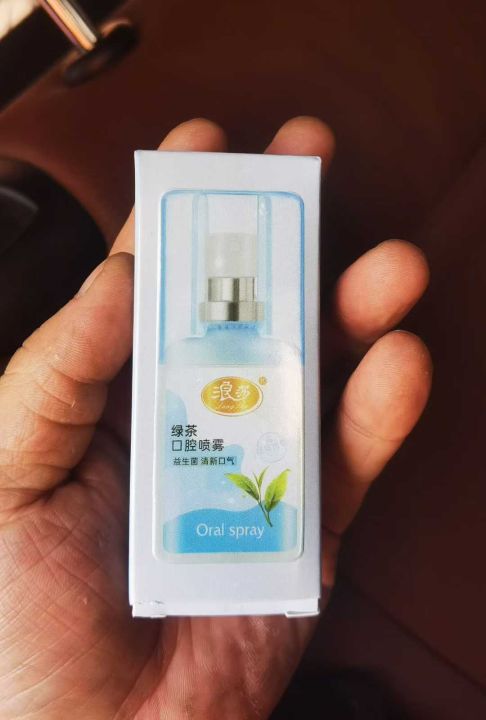 浪莎
绿茶
口腔喷雾
益生菌 清新口气
Oral spray